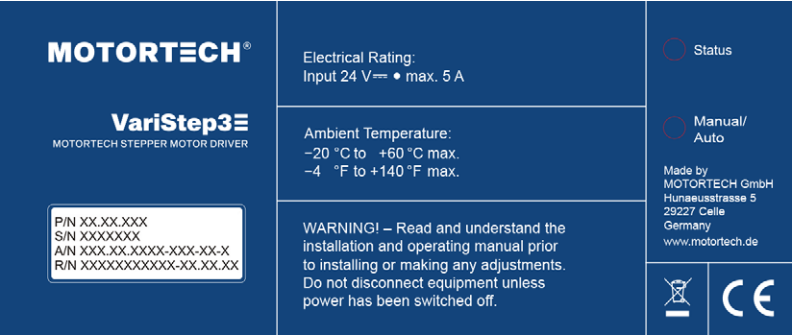 MOTORTECH®
VariStep3
MOTORTECH STEPPER MOTOR DRIVER
P/N XX.XX.XXX
S/N XXXXXXX
A/N XXX.XX.XXXX-XXX-XX-X
R/N XXXXXXXXXXX-XX.XX.XX
Electrical Rating:
Input 24 V⎓ ● max. 5 A
Ambient Temperature:
−20 °C to +60 °C max.
−4 °F to +140 °F max.
WARNING! – Read and understand the
installation and operating manual prior
to installing or making any adjustments.
Do not disconnect equipment unless
power has been switched off.
Status
Manual/
Auto
Made by
MOTORTECH GmbH
Hunaeusstrasse 5
29227 Celle
Germany
www.motortech.de
CE